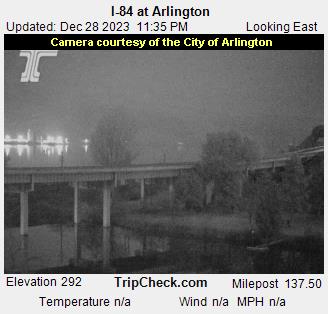 I-84 at Arlington
Updated: Dec 28 2023 11:35 PM Looking East
Camera courtesy of the City of Arlington
Elevation 292 TripCheck.com Milepost 137.50
Temperature n/a Wind n/a MPH n/a